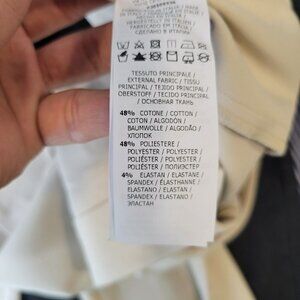 СДЕЛАНО В ИТАЛИИ
TESSUTO PRINCIPALE /
EXTERNAL FABRIC / TISSU
PRINCIPAL / TEJIDO PRINCIPAL /
OBERSTOFF / TECIDO PRINCIPAL
/ ОСНОВНАЯ ТКАНЬ
48% COTONE / COTTON /
COTON / ALGODÓN /
BAUMWOLLE / ALGODÃO /
ХЛОПОК
48% POLIESTERE /
POLYESTER / POLYESTER /
POLIÉSTER / POLYESTER /
POLIÉSTER / ПОЛИЭСТЕР
4% ELASTAN / ELASTANE /
SPANDEX / ÉLASTHANNE /
ELASTANO / ELASTAN /
SPANDEX / ELASTANO /
ЭЛАСТАН